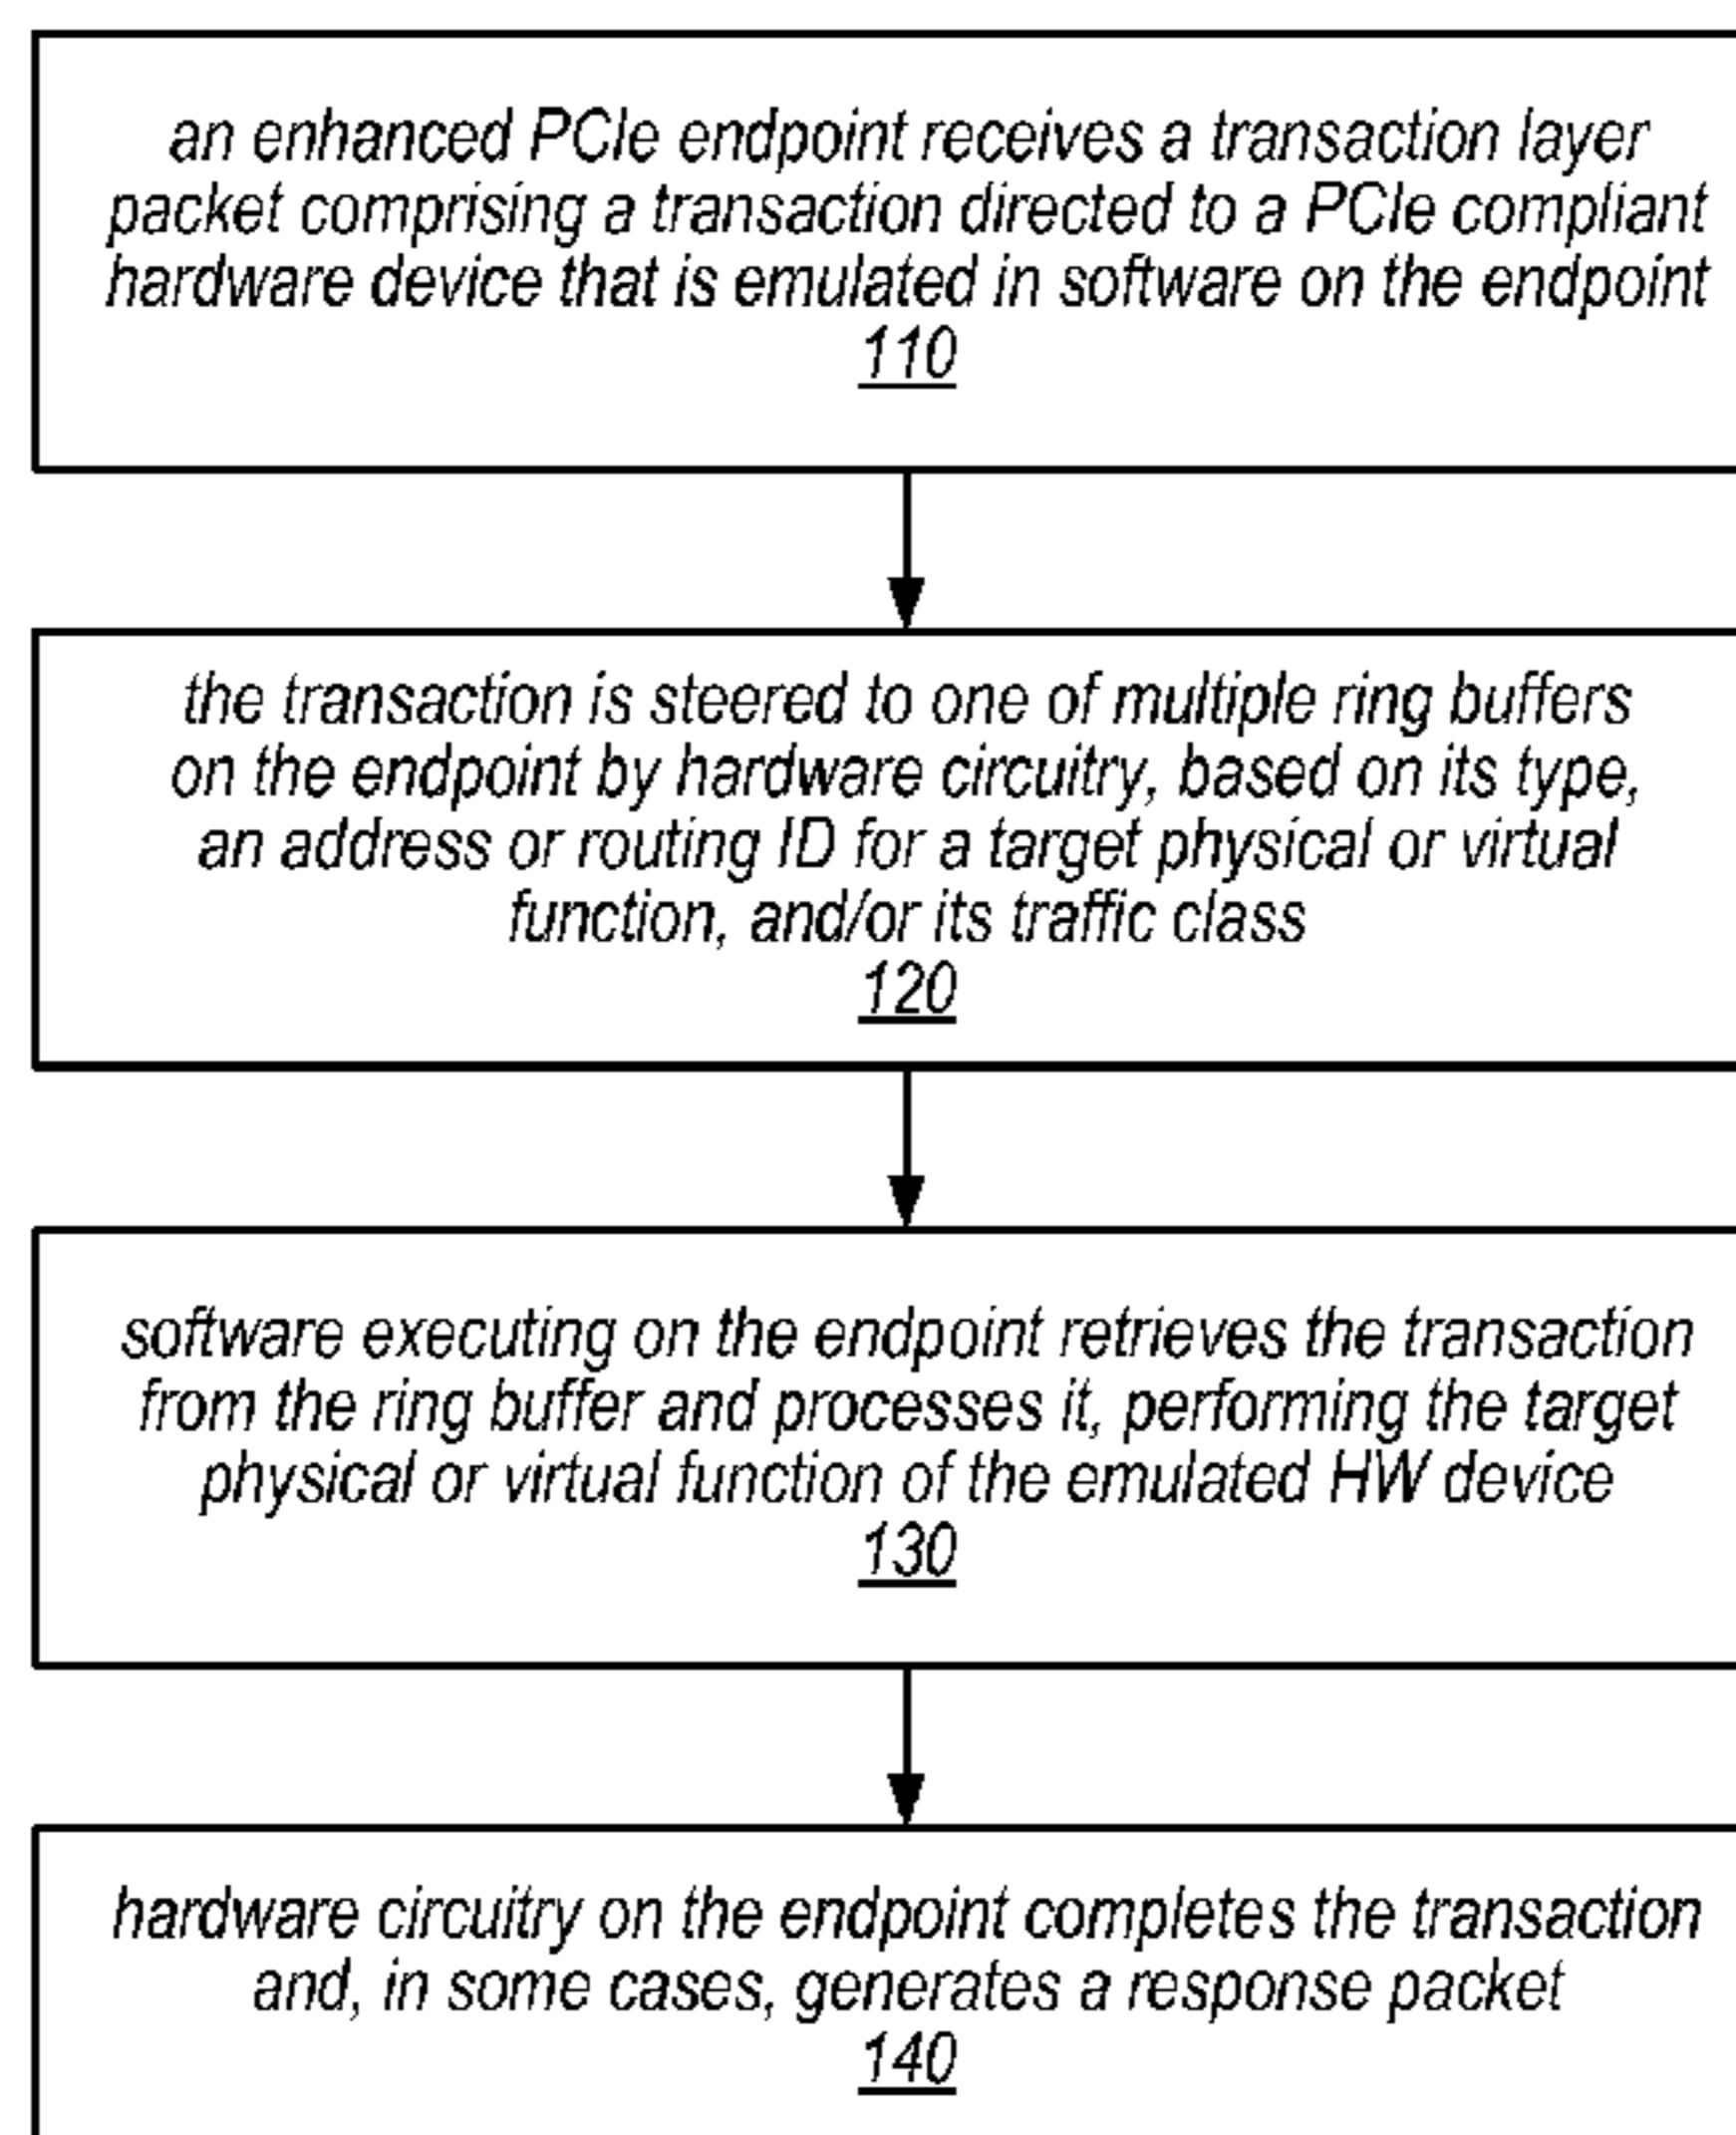 an enhanced PCIe endpoint receives a transaction layer
packet comprising a transaction directed to a PCIe compliant
hardware device that is emulated in software on the endpoint
110
the transaction is steered to one of multiple ring buffers
on the endpoint by hardware circuitry, based on its type,
an address or routing ID for a target physical or virtual
function, and/or its traffic class
120
software executing on the endpoint retrieves the transaction
from the ring buffer and processes it, performing the target
physical or virtual function of the emulated HW device
130
hardware circuitry on the endpoint completes the transaction
and, in some cases, generates a response packet
140